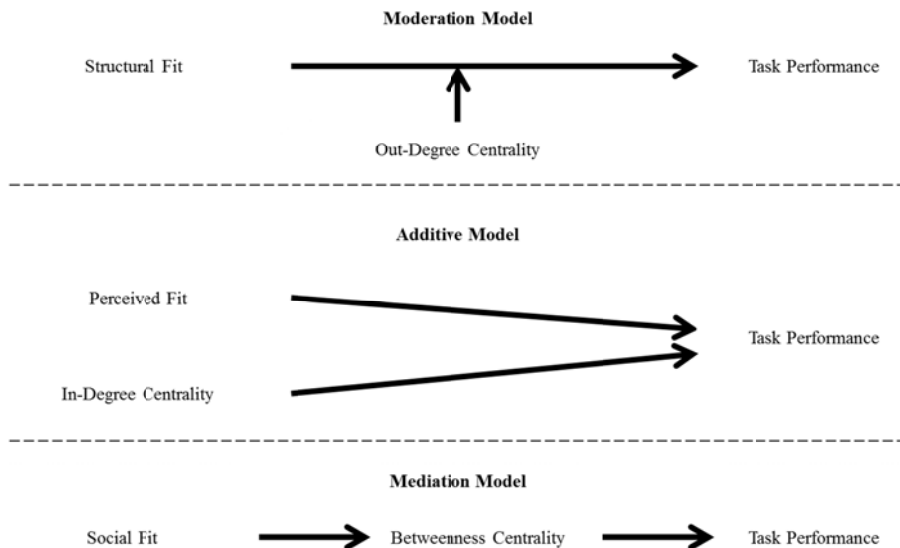 Moderation Model
Structural Fit Task Performance
Out-Degree Centrality
Additive Model
Perceived Fit
Task Performance
In-Degree Centrality
Mediation Model
Social Fit Betweenness Centrality Task Performance